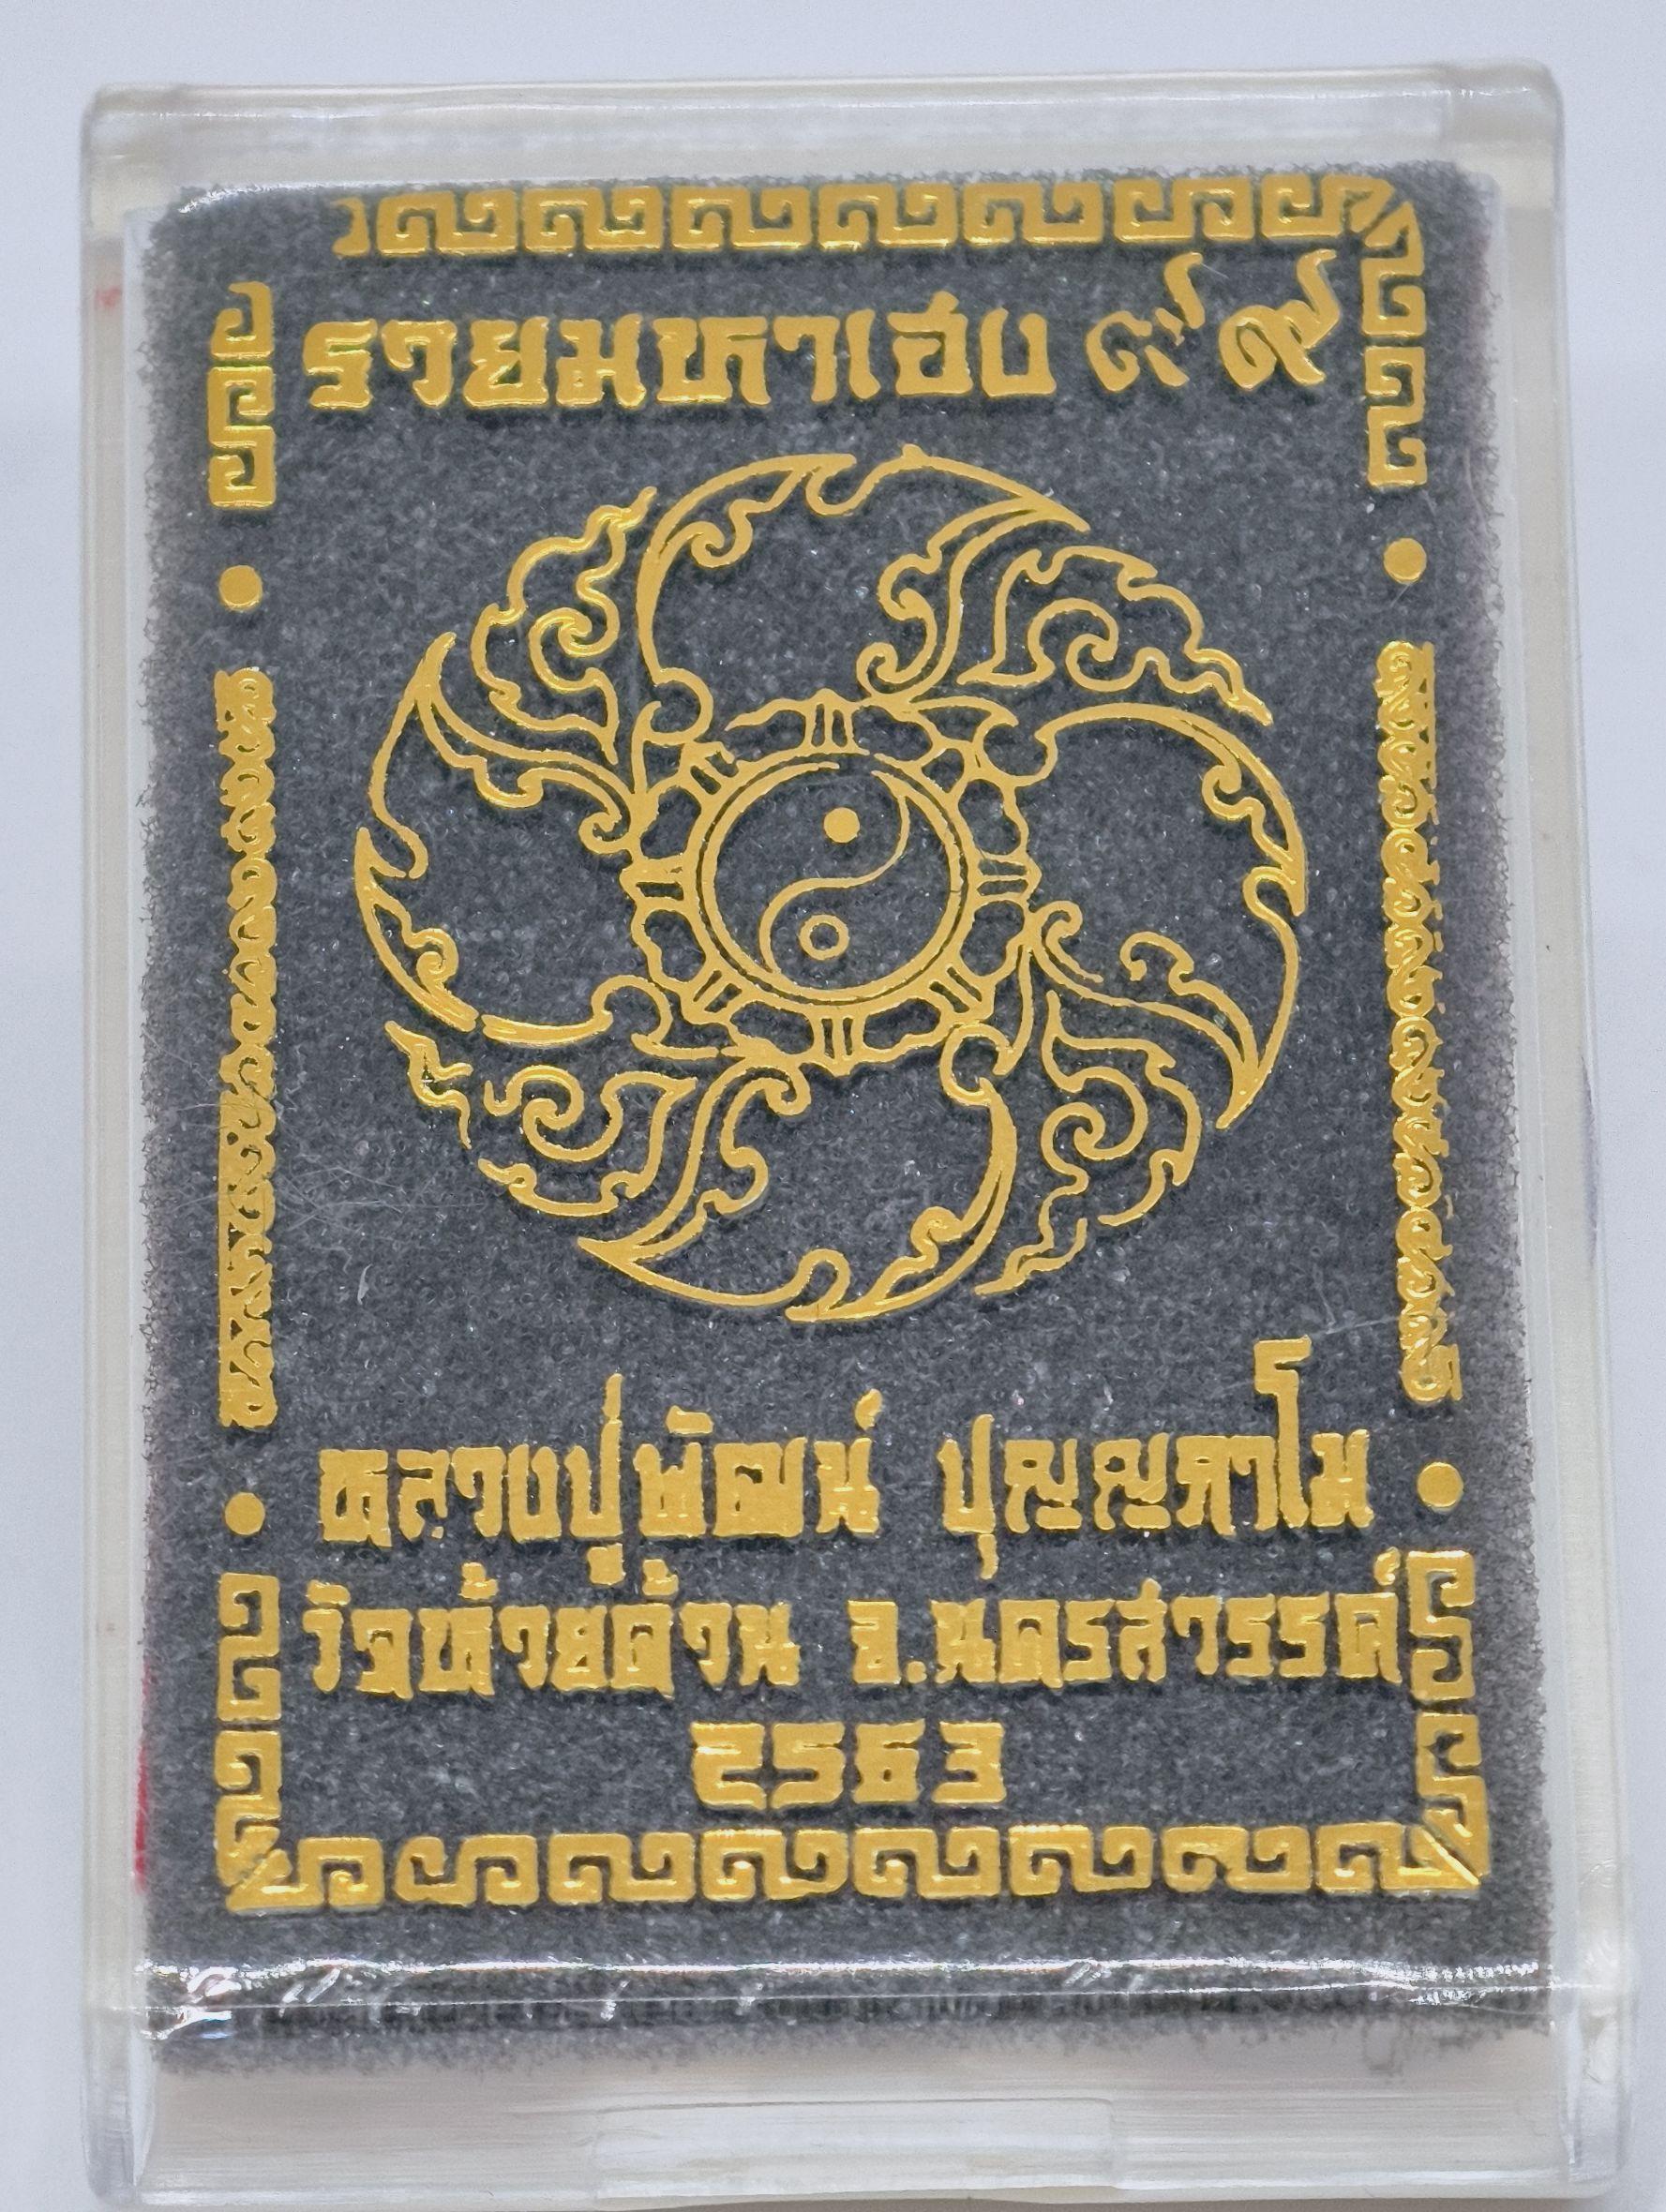 รวยมหาเฮง ๙๙
หลวงปู่พัฒน์ ปุญญกาโม
วัดห้วยด้วน จ.นครสวรรค์
2563